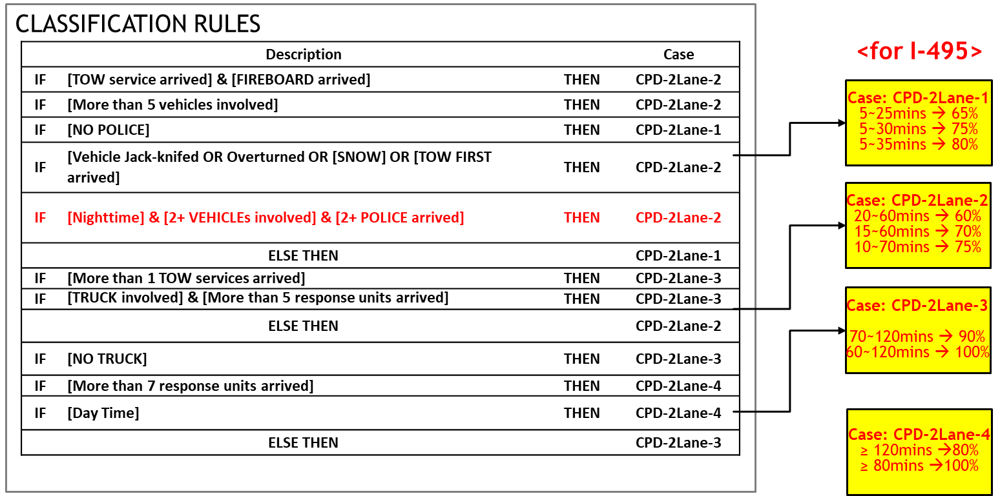 CLASSIFICATION RULES
Description Case
IF [TOW service arrived] & [FIREBOARD arrived] THEN CPD-2Lane-2
IF [More than 5 vehicles involved] THEN CPD-2Lane-2
IF [NO POLICE] THEN CPD-2Lane-1
IF [Vehicle Jack-knifed OR Overturned OR [SNOW] OR [TOW FIRST
arrived] THEN CPD-2Lane-2
IF [Nighttime] & [2+ VEHICLEs involved] & [2+ POLICE arrived] THEN CPD-2Lane-2
ELSE THEN CPD-2Lane-1
IF [More than 1 TOW services arrived] THEN CPD-2Lane-3
IF [TRUCK involved] & [More than 5 response units arrived] THEN CPD-2Lane-3
ELSE THEN CPD-2Lane-2
IF [NO TRUCK] THEN CPD-2Lane-3
IF [More than 7 response units arrived] THEN CPD-2Lane-4
IF [Day Time] THEN CPD-2Lane-4
ELSE THEN CPD-2Lane-3
<for I-495>
Case: CPD-2Lane-1
5~25mins → 65%
5~30mins → 75%
5~35mins → 80%
Case: CPD-2Lane-2
20~60mins → 60%
15~60mins → 70%
10~70mins → 75%
Case: CPD-2Lane-3
70~120mins → 90%
60~120mins → 100%
Case: CPD-2Lane-4
≥ 120mins →80%
≥ 80mins →100%